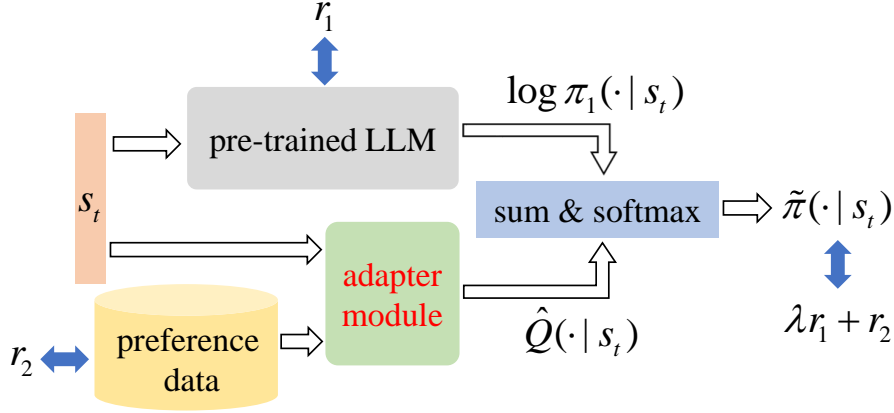 r₁
log π₁(· | sₜ)
pre-trained LLM
sₜ
sum & softmax
π̃(· | sₜ)
adapter
module
Q̂(· | sₜ)
λr₁ + r₂
r₂
preference
data